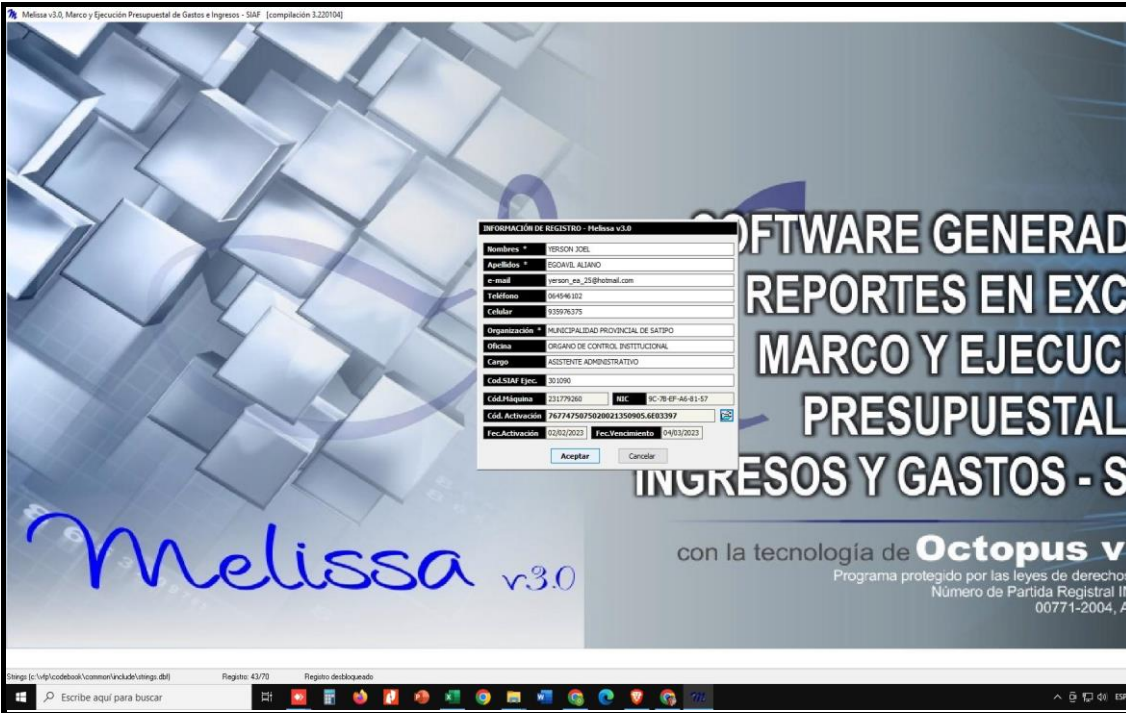 Melissa v3.0, Marco y Ejecución Presupuestal de Gastos e Ingresos - SIAF [compilación 3.220104]
INFORMACIÓN DE REGISTRO - Melissa v3.0
Nombres * YERSON JOEL
Apellidos * EGOAVIL ALIANO
e-mail yerson_ea_25@hotmail.com
Teléfono 064546102
Celular 935976375
Organización * MUNICIPALIDAD PROVINCIAL DE SATIPO
Oficina ORGANO DE CONTROL INSTITUCIONAL
Cargo ASISTENTE ADMINISTRATIVO
Cod.SIAF Ejec. 301090
Cód.Máquina 231779260 NIC 9C-7B-EF-A6-81-57
Cód. Activación 7677475075020021350905.6E03397
Fec.Activación 02/02/2023 Fec.Vencimiento 04/03/2023
Aceptar Cancelar
SOFTWARE GENERAD
REPORTES EN EXC
MARCO Y EJECUCI
PRESUPUESTAL
INGRESOS Y GASTOS - S
Melissa v3.0
con la tecnología de Octopus v
Programa protegido por las leyes de derechos
Número de Partida Registral IN
00771-2004, A
Strings (c:\vfp\codebook\common\include\strings.dbf) Registro: 43/70 Registro desbloqueado
Escribe aquí para buscar
ESP